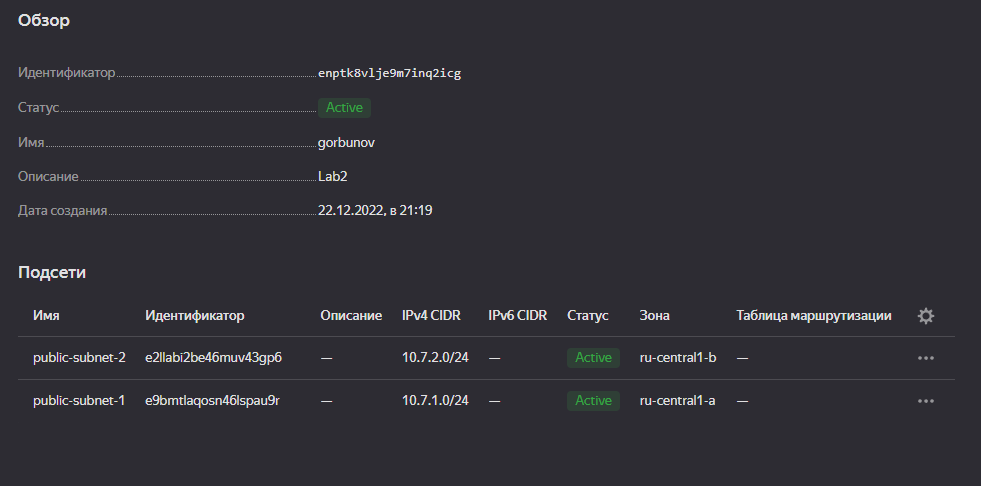 Обзор
Идентификатор enptk8vlje9m7inq2icg
Статус Active
Имя gorbunov
Описание Lab2
Дата создания 22.12.2022, в 21:19
Подсети
Имя Идентификатор Описание IPv4 CIDR IPv6 CIDR Статус Зона Таблица маршрутизации
public-subnet-2 e2llabi2be46muv43gp6 — 10.7.2.0/24 — Active ru-central1-b —
public-subnet-1 e9bmtlaqosn46lspau9r — 10.7.1.0/24 — Active ru-central1-a —